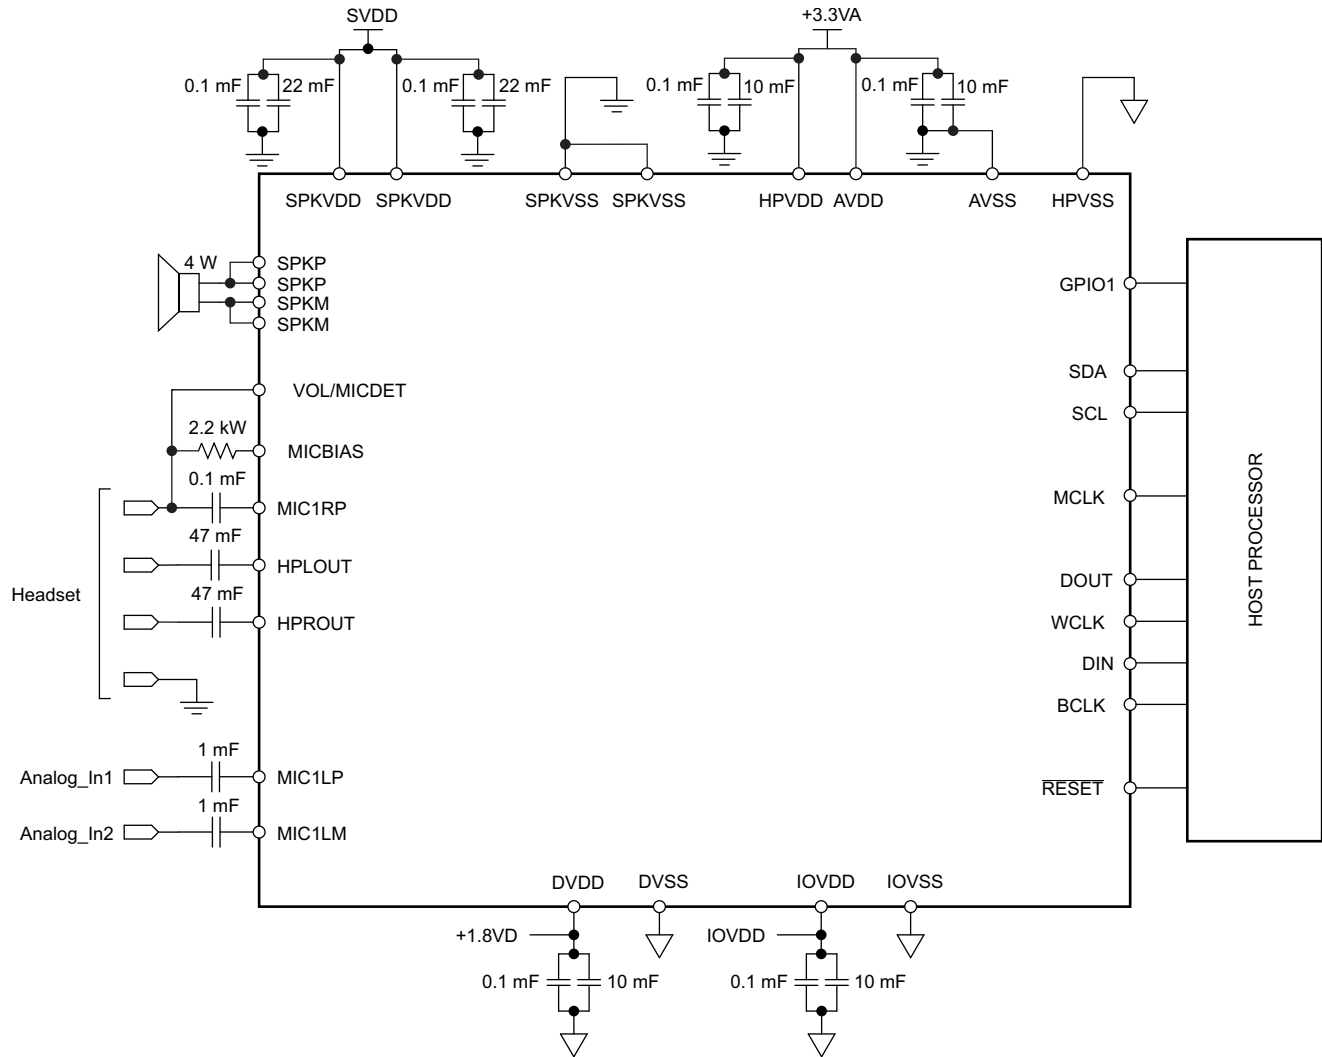 SVDD
+3.3VA
0.1 mF 22 mF
0.1 mF 22 mF
0.1 mF 10 mF
0.1 mF 10 mF
SPKVDD SPKVDD
SPKVSS SPKVSS
HPVDD AVDD
AVSS
HPVSS
4 W
SPKP
SPKP
SPKM
SPKM
VOL/MICDET
2.2 kW
MICBIAS
0.1 mF
MIC1RP
47 mF
HPLOUT
47 mF
HPROUT
Headset
1 mF
Analog_In1
MIC1LP
1 mF
Analog_In2
MIC1LM
GPIO1
SDA
SCL
MCLK
DOUT
WCLK
DIN
BCLK
RESET
HOST PROCESSOR
DVDD
DVSS
IOVDD
IOVSS
+1.8VD
IOVDD
0.1 mF 10 mF
0.1 mF 10 mF